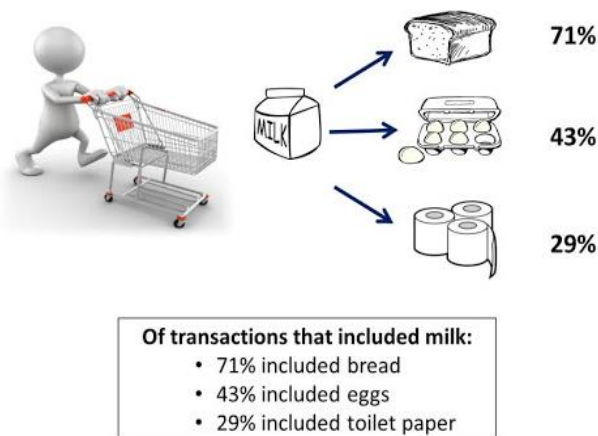 71%
MILK
43%
29%
Of transactions that included milk:
• 71% included bread
• 43% included eggs
• 29% included toilet paper